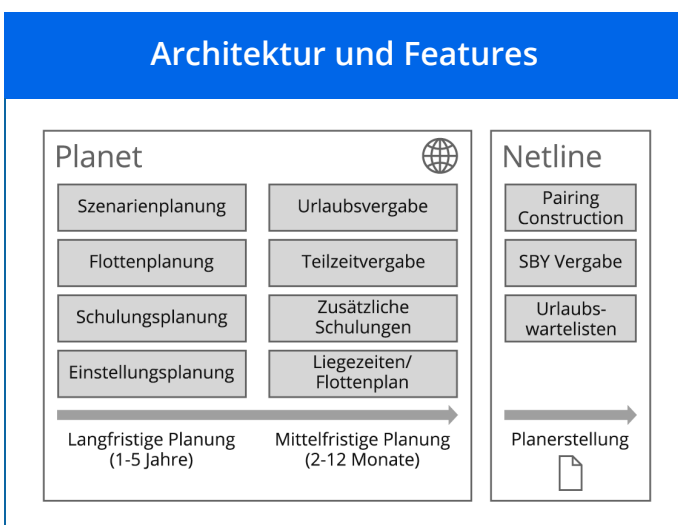 Architektur und Features
Planet
Szenarienplanung
Flottenplanung
Schulungsplanung
Einstellungsplanung
Langfristige Planung
(1-5 Jahre)
Urlaubsvergabe
Teilzeitvergabe
Zusätzliche
Schulungen
Liegezeiten/
Flottenplan
Mittelfristige Planung
(2-12 Monate)
Netline
Pairing
Construction
SBY Vergabe
Urlaubs-
wartelisten
Planerstellung